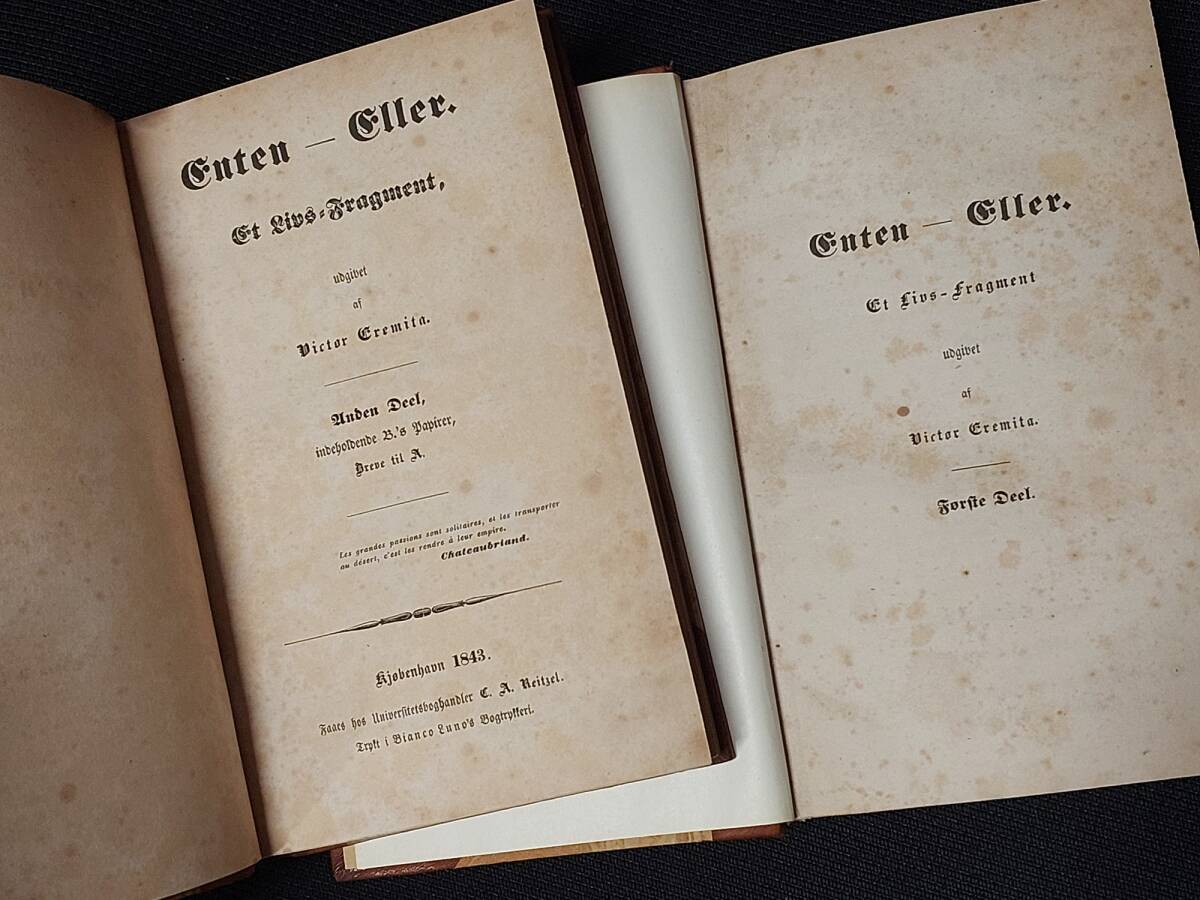 Enten — Eller.
Et Livs-Fragment,
udgivet
af
Victor Eremita.
Anden Deel,
indeholdende B.'s Papirer,
Breve til A.
Les grandes passions sont solitaires, et les transporter
au désert, c'est les rendre à leur empire.
Chateaubriand.
Kjøbenhavn 1843.
Faaes hos Universitetsboghandler C. A. Reitzel.
Trykt i Bianco Luno's Bogtrykkeri.
Enten — Eller.
Et Livs-Fragment
udgivet
af
Victor Eremita.
Første Deel.